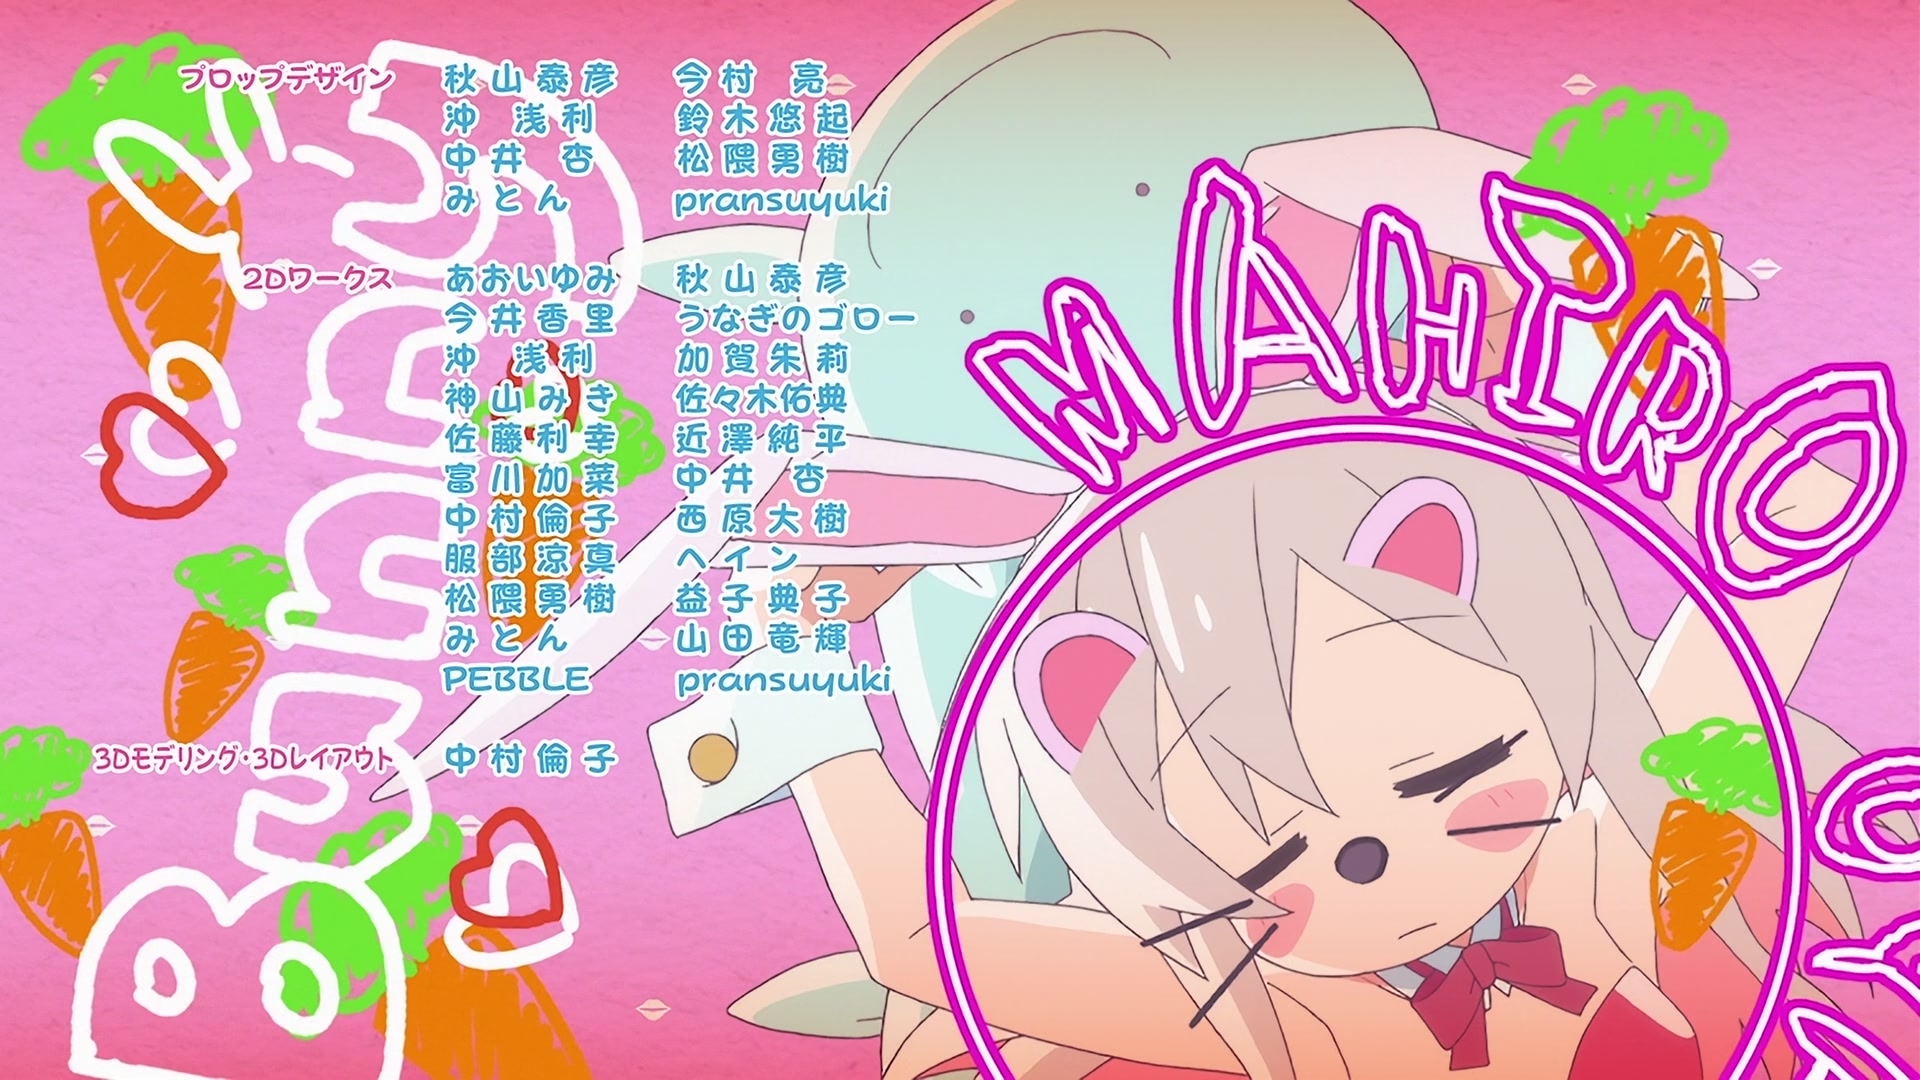 プロップデザイン 秋山泰彦 今村 亮
沖 浅利 鈴木悠起
中井 杏 松隈勇樹
みとん pransuyuki
2Dワークス あおいゆみ 秋山泰彦
今井香里 うなぎのゴロー
沖 浅利 加賀朱莉
神山みき 佐々木佑典
佐藤利幸 近澤純平
富川加菜 中井 杏
中村倫子 西原大樹
服部涼真 ヘイン
松隈勇樹 益子典子
みとん 山田竜輝
PEBBLE pransuyuki
3Dモデリング・3Dレイアウト 中村倫子
MAHIRO